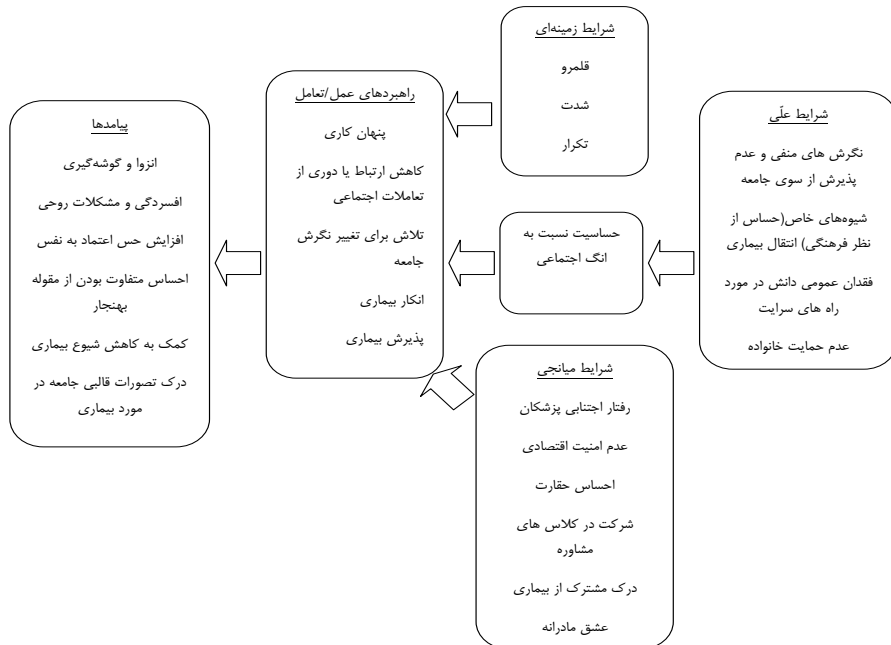 شرایط علّی
نگرش های منفی و عدم
پذیرش از سوی جامعه
شیوه‌های خاص(حساس از
نظر فرهنگی) انتقال بیماری
فقدان عمومی دانش در مورد
راه های سرایت
عدم حمایت خانواده
شرایط زمینه‌ای
قلمرو
شدت
تکرار
حساسیت نسبت به
انگ اجتماعی
شرایط میانجی
رفتار اجتنابی پزشکان
عدم امنیت اقتصادی
احساس حقارت
شرکت در کلاس های
مشاوره
درک مشترک از بیماری
عشق مادرانه
راهبردهای عمل/تعامل
پنهان کاری
کاهش ارتباط یا دوری از
تعاملات اجتماعی
تلاش برای تغییر نگرش
جامعه
انکار بیماری
پذیرش بیماری
پیامدها
انزوا و گوشه‌گیری
افسردگی و مشکلات روحی
افزایش حس اعتماد به نفس
احساس متفاوت بودن از مقوله
بهنجار
کمک به کاهش شیوع بیماری
درک تصورات قالبی جامعه در
مورد بیماری